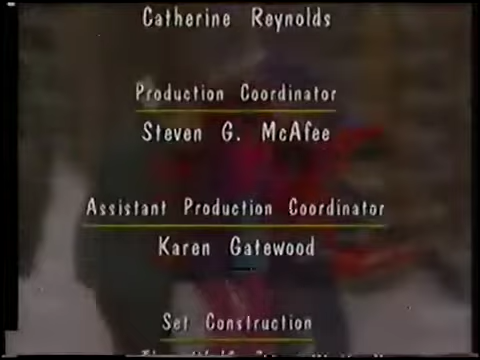 Catherine Reynolds
Production Coordinator
Steven G. McAfee
Assistant Production Coordinator
Karen Gatewood
Set Construction